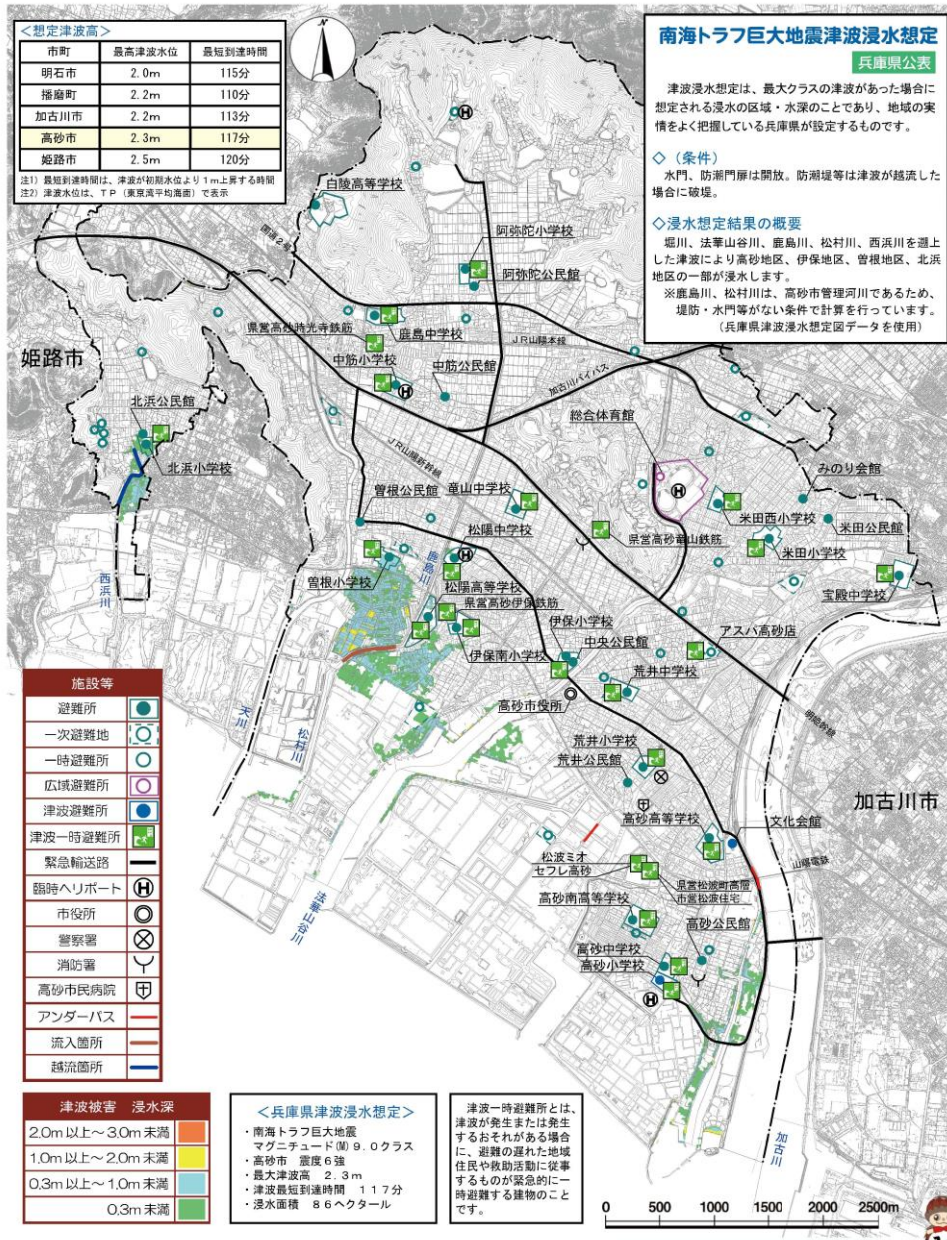 ＜想定津波高＞
市町 最高津波水位 最短到達時間
明石市 2.0m 115分
播磨町 2.2m 110分
加古川市 2.2m 113分
高砂市 2.3m 117分
姫路市 2.5m 120分
注1）最短到達時間は、津波が初期水位より1m上昇する時間
注2）津波水位は、TP（東京湾平均海面）で表示
N
南海トラフ巨大地震津波浸水想定
兵庫県公表
津波浸水想定は、最大クラスの津波があった場合に
想定される浸水の区域・水深のことであり、地域の実
情をよく把握している兵庫県が設定するものです。
◇（条件）
水門、防潮門扉は開放。防潮堤等は津波が越流した
場合に破堤。
◇浸水想定結果の概要
堀川、法華山谷川、鹿島川、松村川、西浜川を遡上
した津波により高砂地区、伊保地区、曽根地区、北浜
地区の一部が浸水します。
※鹿島川、松村川は、高砂市管理河川であるため、
堤防・水門等がない条件で計算を行っています。
（兵庫県津波浸水想定図データを使用）
白陵高等学校
国道2号
阿弥陀小学校
阿弥陀公民館
鹿島中学校
県営高砂時光寺鉄筋
JR山陽本線
中筋小学校
中筋公民館
加古川バイパス
姫路市
北浜公民館
北浜小学校
総合体育館
JR山陽新幹線
みのり会館
曽根公民館
竜山中学校
松陽中学校
米田西小学校
米田公民館
県営高砂竜山鉄筋
米田小学校
西浜川
曽根小学校
鹿島川
松陽高等学校
宝殿中学校
県営高砂伊保鉄筋
伊保小学校
アスパ高砂店
伊保南小学校
中央公民館
荒井中学校
高砂市役所
明姫幹線
天川
松村川
荒井小学校
荒井公民館
加古川市
高砂高等学校
文化会館
松波ミオ
セフレ高砂
山陽電鉄
県営松波町高層
市営松波住宅
法華山谷川
高砂南高等学校
高砂公民館
高砂中学校
高砂小学校
加古川
施設等
避難所
一次避難地
一時避難所
広域避難所
津波避難所
津波一時避難所
緊急輸送路
臨時ヘリポート
市役所
警察署
消防署
高砂市民病院
アンダーパス
流入箇所
越流箇所
津波被害 浸水深
2.0m以上～3.0m未満
1.0m以上～2.0m未満
0.3m以上～1.0m未満
0.3m未満
＜兵庫県津波浸水想定＞
・南海トラフ巨大地震
マグニチュード(M)9.0クラス
・高砂市 震度6強
・最大津波高 2.3m
・津波最短到達時間 117分
・浸水面積 86ヘクタール
津波一時避難所とは、
津波が発生または発生
するおそれがある場合
に、避難の遅れた地域
住民や救助活動に従事
するものが緊急的に一
時避難する建物のこと
です。
0 500 1000 1500 2000 2500m